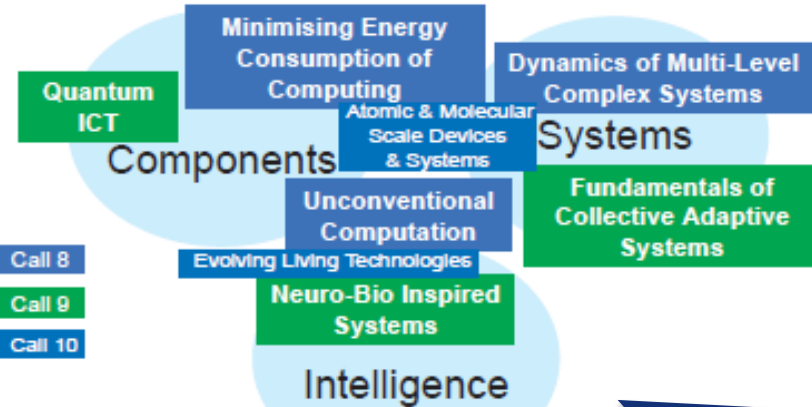 Minimising Energy
Consumption of
Computing
Dynamics of Multi-Level
Complex Systems
Quantum
ICT
Atomic & Molecular
Scale Devices
& Systems
Components
Systems
Unconventional
Computation
Fundamentals of
Collective Adaptive
Systems
Call 8
Evolving Living Technologies
Call 9
Neuro-Bio Inspired
Systems
Call 10
Intelligence